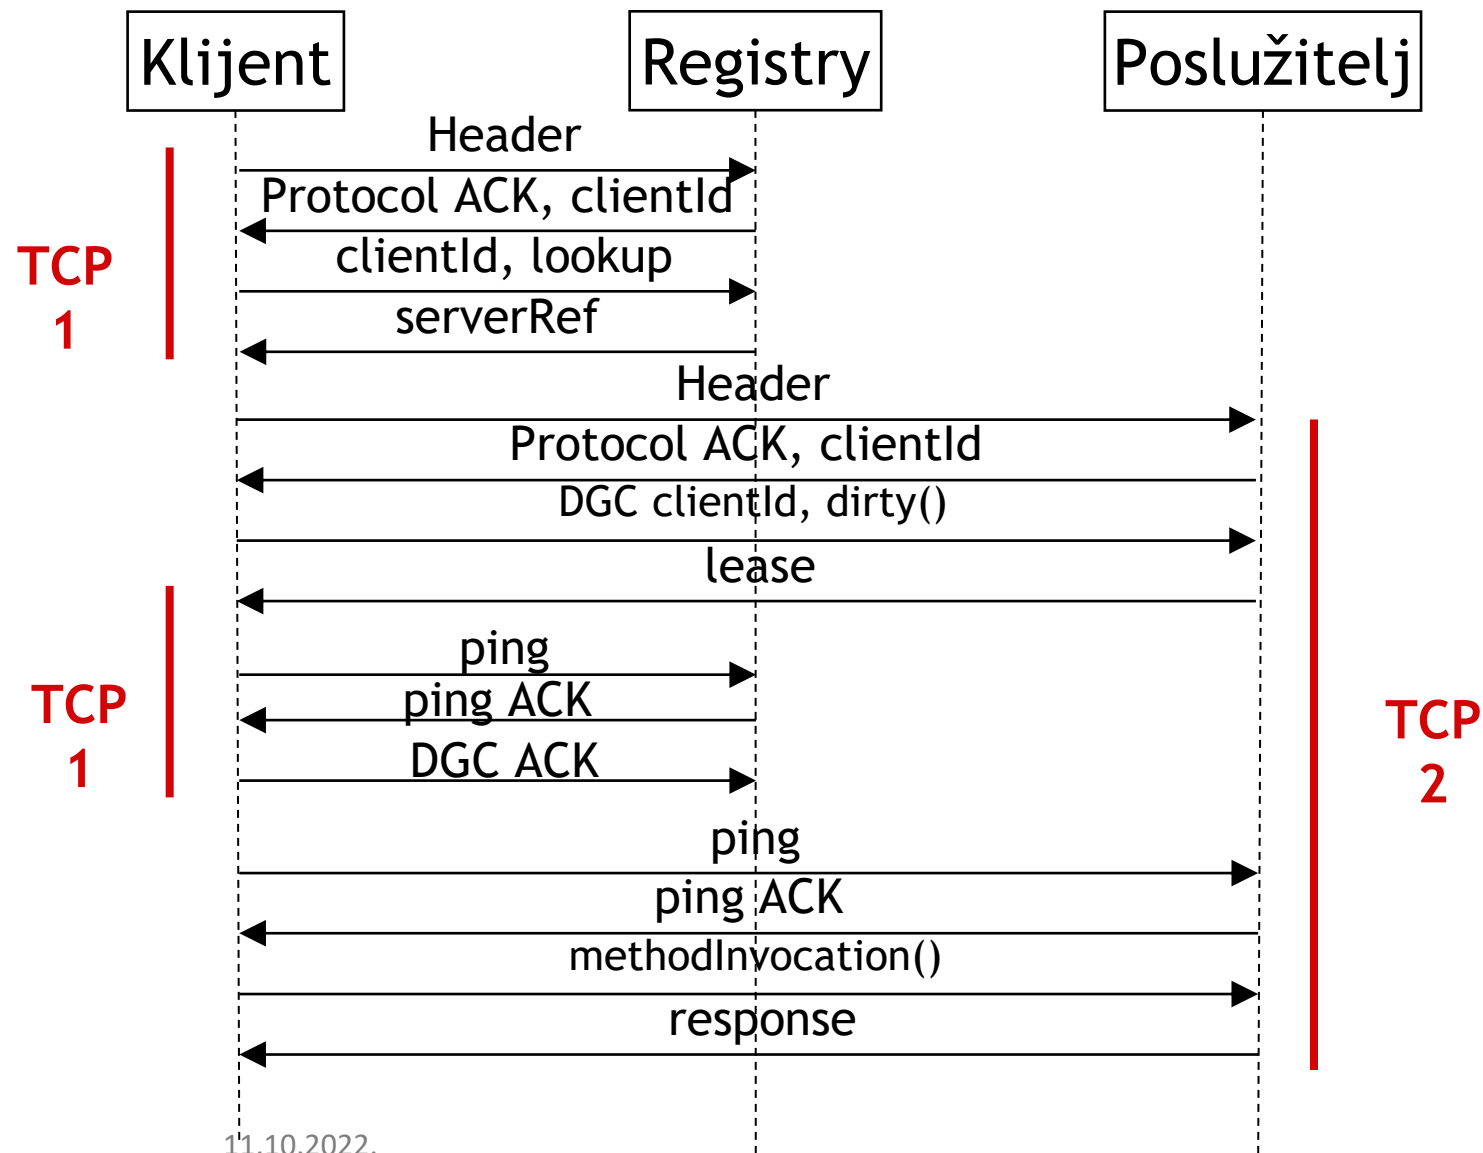 Klijent
Registry
Poslužitelj
Header
Protocol ACK, clientId
clientId, lookup
serverRef
TCP
1
Header
Protocol ACK, clientId
DGC clientId, dirty()
lease
ping
ping ACK
DGC ACK
TCP
1
TCP
2
ping
ping ACK
methodInvocation()
response
11.10.2022.